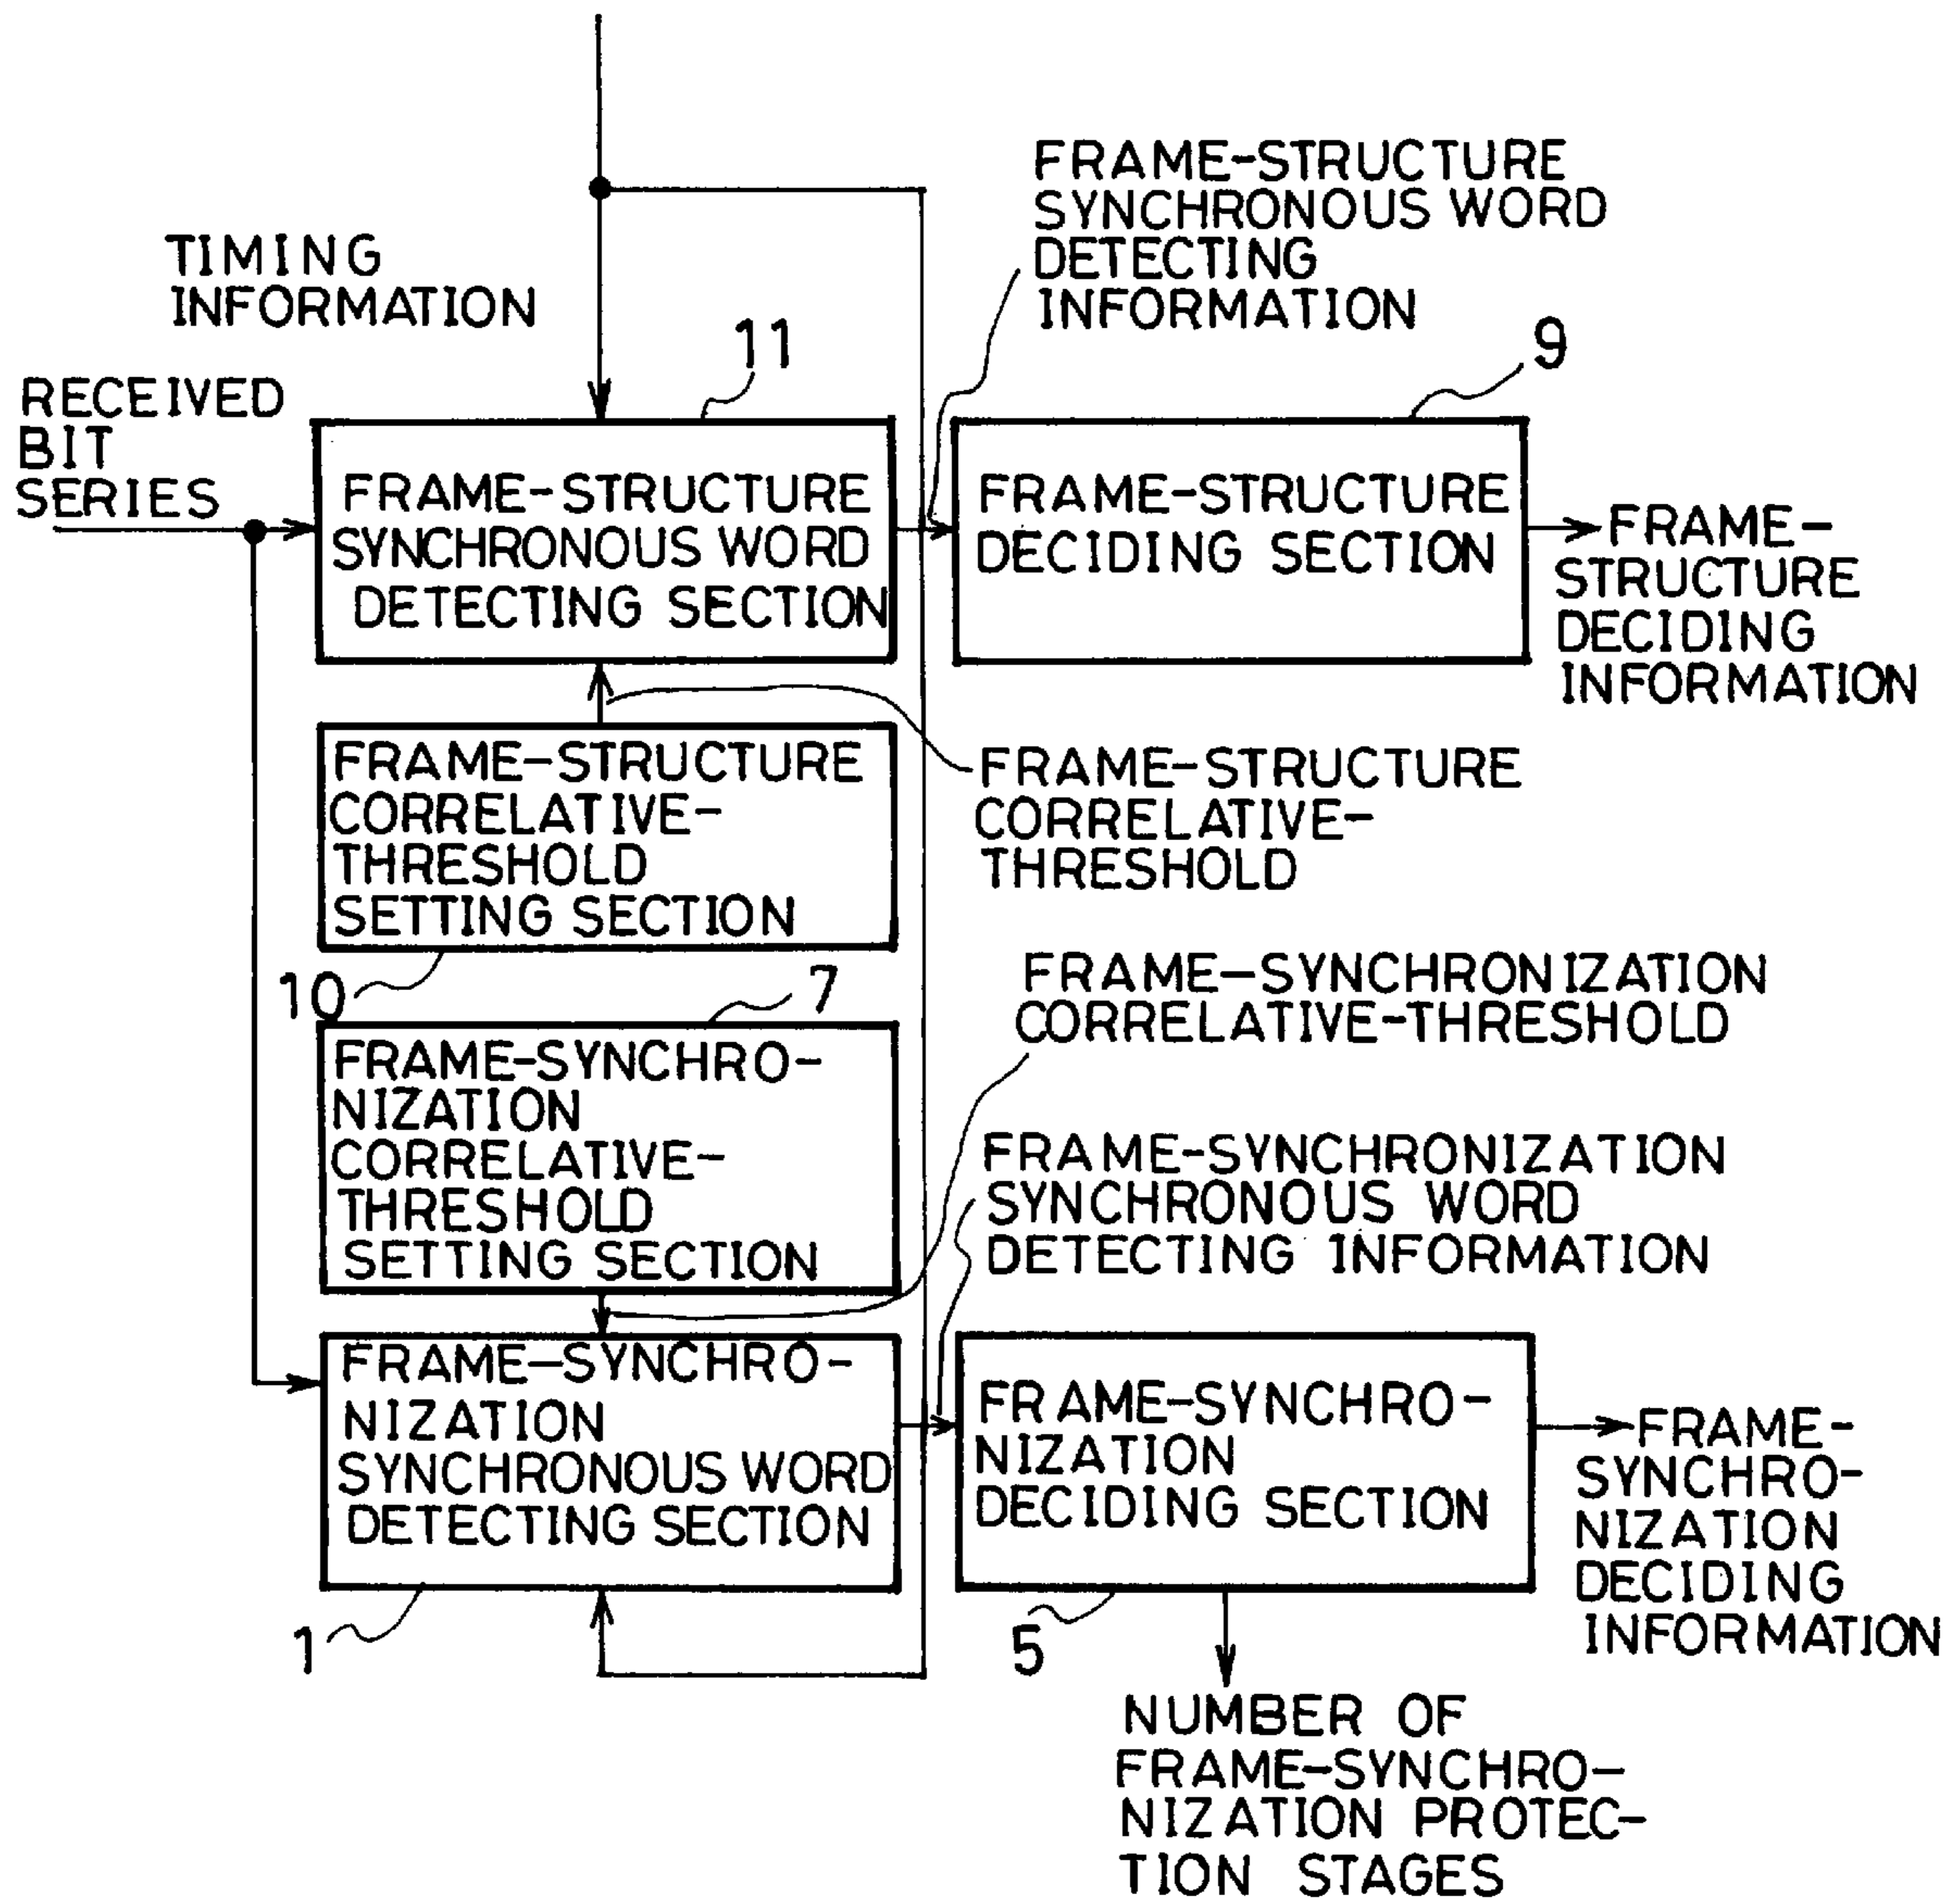 TIMING
INFORMATION
FRAME-STRUCTURE
SYNCHRONOUS WORD
DETECTING
INFORMATION
11
9
RECEIVED
BIT
SERIES
FRAME-STRUCTURE
SYNCHRONOUS WORD
DETECTING SECTION
FRAME-STRUCTURE
DECIDING SECTION
FRAME-
STRUCTURE
DECIDING
INFORMATION
FRAME-STRUCTURE
CORRELATIVE-
THRESHOLD
SETTING SECTION
FRAME-STRUCTURE
CORRELATIVE-
THRESHOLD
10
7
FRAME-SYNCHRONIZATION
CORRELATIVE-THRESHOLD
FRAME-SYNCHRO-
NIZATION
CORRELATIVE-
THRESHOLD
SETTING SECTION
FRAME-SYNCHRONIZATION
SYNCHRONOUS WORD
DETECTING INFORMATION
FRAME-SYNCHRO-
NIZATION
SYNCHRONOUS WORD
DETECTING SECTION
FRAME-SYNCHRO-
NIZATION
DECIDING SECTION
FRAME-
SYNCHRO-
NIZATION
DECIDING
INFORMATION
1
5
NUMBER OF
FRAME-SYNCHRO-
NIZATION PROTEC-
TION STAGES